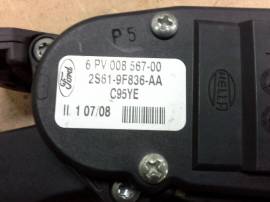 P5
Ford
6 PV 008 567-00
2S61-9F836-AA
C95YE
II. 1 07/08
HELLA